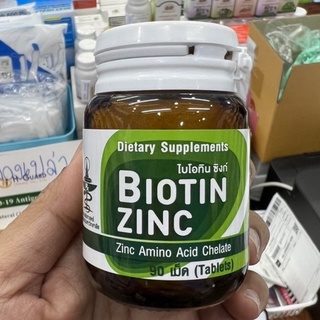 Dietary Supplements
ไบโอทิน ซิงก์
BIOTIN
ZINC
Zinc Amino Acid Chelate
90 เม็ด (Tablets)